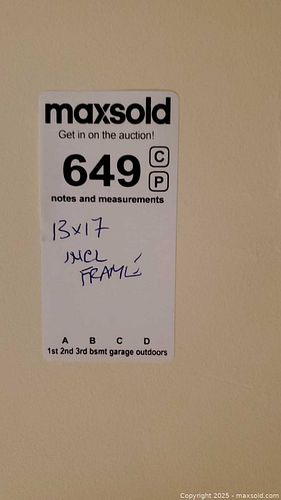 maxsold
Get in on the auction!
649 C
P
notes and measurements
13x17
INCL
FRAME
A B C D
1st 2nd 3rd bsmt garage outdoors
Copyright 2025 - maxsold.com